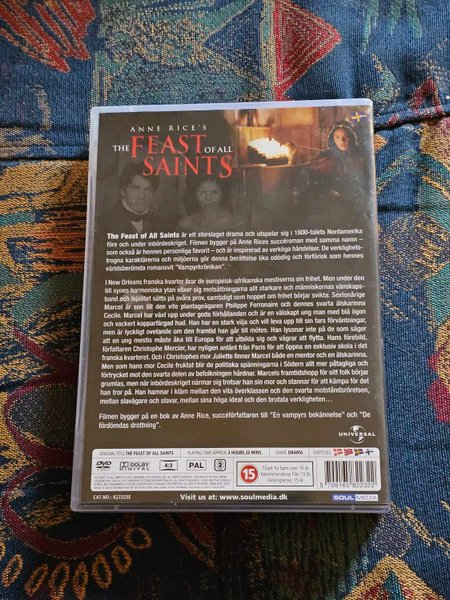 ANNE RICE'S
THE FEAST OF ALL
SAINTS
The Feast of All Saints är ett storslaget drama och utspelar sig i 1800-talets Nordamerika
före och under inbördeskriget. Filmen bygger på Anne Rices succéroman med samma namn –
som också är hennes personliga favorit – och är inspirerad av verkliga händelser. De verklighets-
trogna karaktärerna och miljöerna gör denna berättelse lika odödlig och förförisk som hennes
världsberömda romansvit "Vampyrkrönikan".
I New Orleans franska kvarter firar de europeisk-afrikanska mestiserna sin frihet. Men under den
till synes harmoniska ytan växer sig motsättningarna allt starkare och människornas vänskaps-
band och lojalitet sätts på svåra prov, samtidigt som hoppet om frihet börjar svikta. Sextonårige
Marcel är son till den vite plantageägaren Philippe Ferronaire och dennes svarta älskarinna
Cecile. Marcel har växt upp under goda förhållanden och är en välskapt ung man med blå ögon
och vackert kopparfärgad hud. Han har en stark vilja och vill leva upp till sin fars förväntningar
men är lyckligt ovetande om den framtid han går till mötes. Han lyssnar inte på de som säger
att en ung mestis måste åka till Europa för att utbilda sig och vägrar att flytta. Hans förebild,
författaren Christophe Mercier, har nyligen anlänt från Paris för att öppna en exklusiv skola i det
franska kvarteret. Och i Christophes mor Juliette finner Marcel både en mentor och en älskarinna.
Men som hans mor Cecile fruktat blir de politiska spänningarna i Södern allt mer påtagliga och
förtrycket mot den svarta delen av befolkningen hårdnar. Marcels framtidshopp för sitt folk börjar
grumlas, men när inbördeskriget närmar sig trotsar han sin mor och stannar för att kämpa för det
han tror på. Han hamnar i kläm mellan den vita överklassen och den svarta motståndsrörelsen,
mellan slavägare och slavar, mellan sina höga ideal och den brutala verkligheten...
Filmen bygger på en bok av Anne Rice, succéförfattaren till "En vampyrs bekännelse" och "De
fördömdas drottning".
UNIVERSAL
ORIGINAL TITLE THE FEAST OF ALL SAINTS PLAYING TIME APPROX. 3 HOURS 20 MINS GENRE DRAMA SUBTITLES
DVD DOLBY DIGITAL 4:3 PAL 2 15
CAT.NO.: 822322SE
Visit us at: www.soulmedia.dk
5 709165 822322
SOULMEDIA